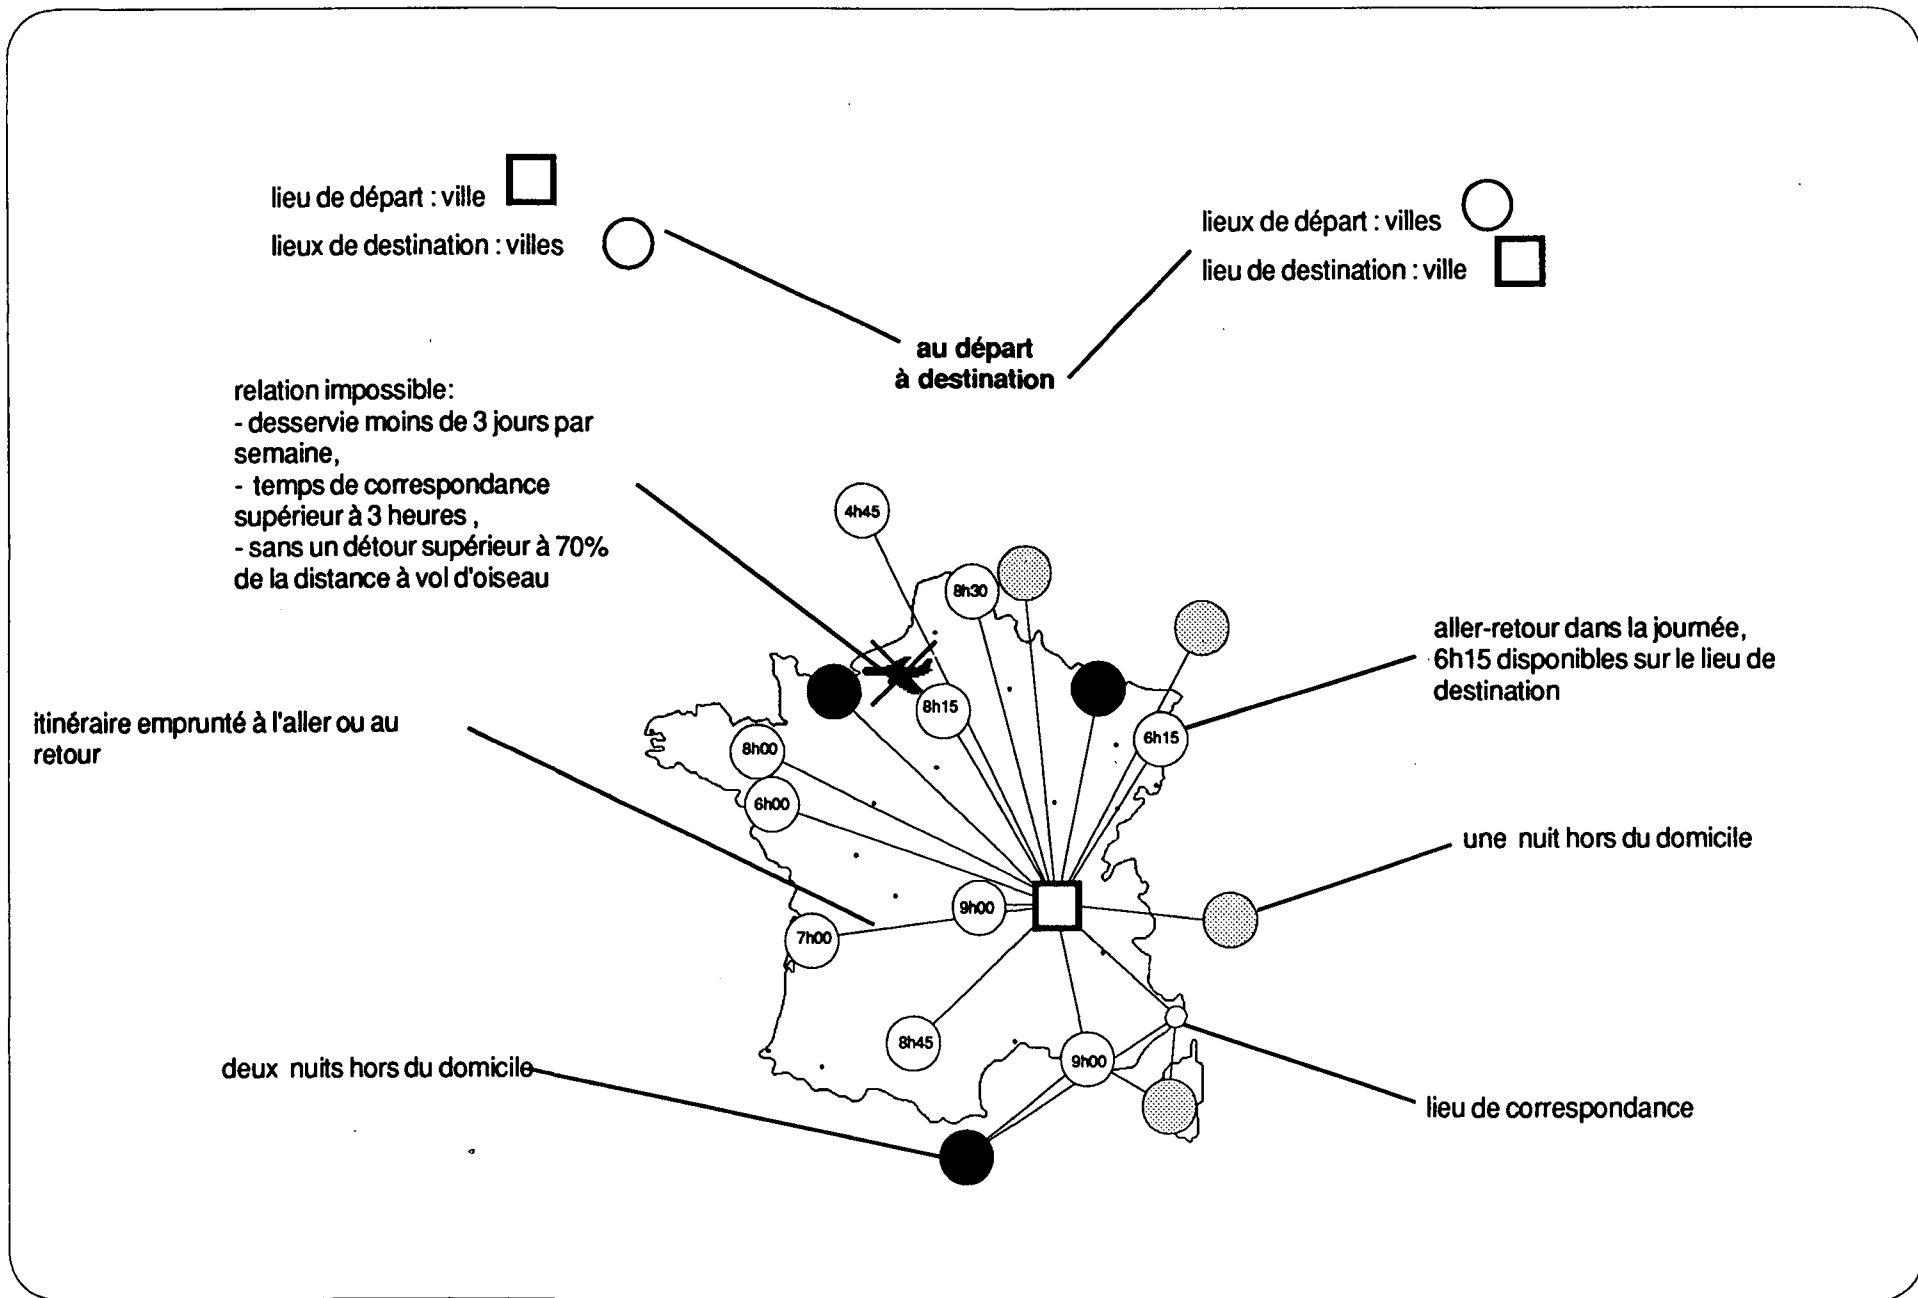 lieu de départ : ville
lieux de destination : villes
lieux de départ : villes
lieu de destination : ville
au départ
à destination
relation impossible:
- desservie moins de 3 jours par
semaine,
- temps de correspondance
supérieur à 3 heures ,
- sans un détour supérieur à 70%
de la distance à vol d'oiseau
4h45
8h30
aller-retour dans la journée,
6h15 disponibles sur le lieu de
destination
itinéraire emprunté à l'aller ou au
retour
8h15
6h15
8h00
6h00
une nuit hors du domicile
9h00
7h00
8h45
9h00
deux nuits hors du domicile
lieu de correspondance